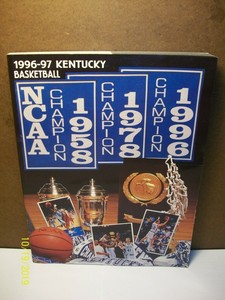 1996-97 KENTUCKY
BASKETBALL
NCAA
CHAMPION
1958
CHAMPION
1978
CHAMPION
1996